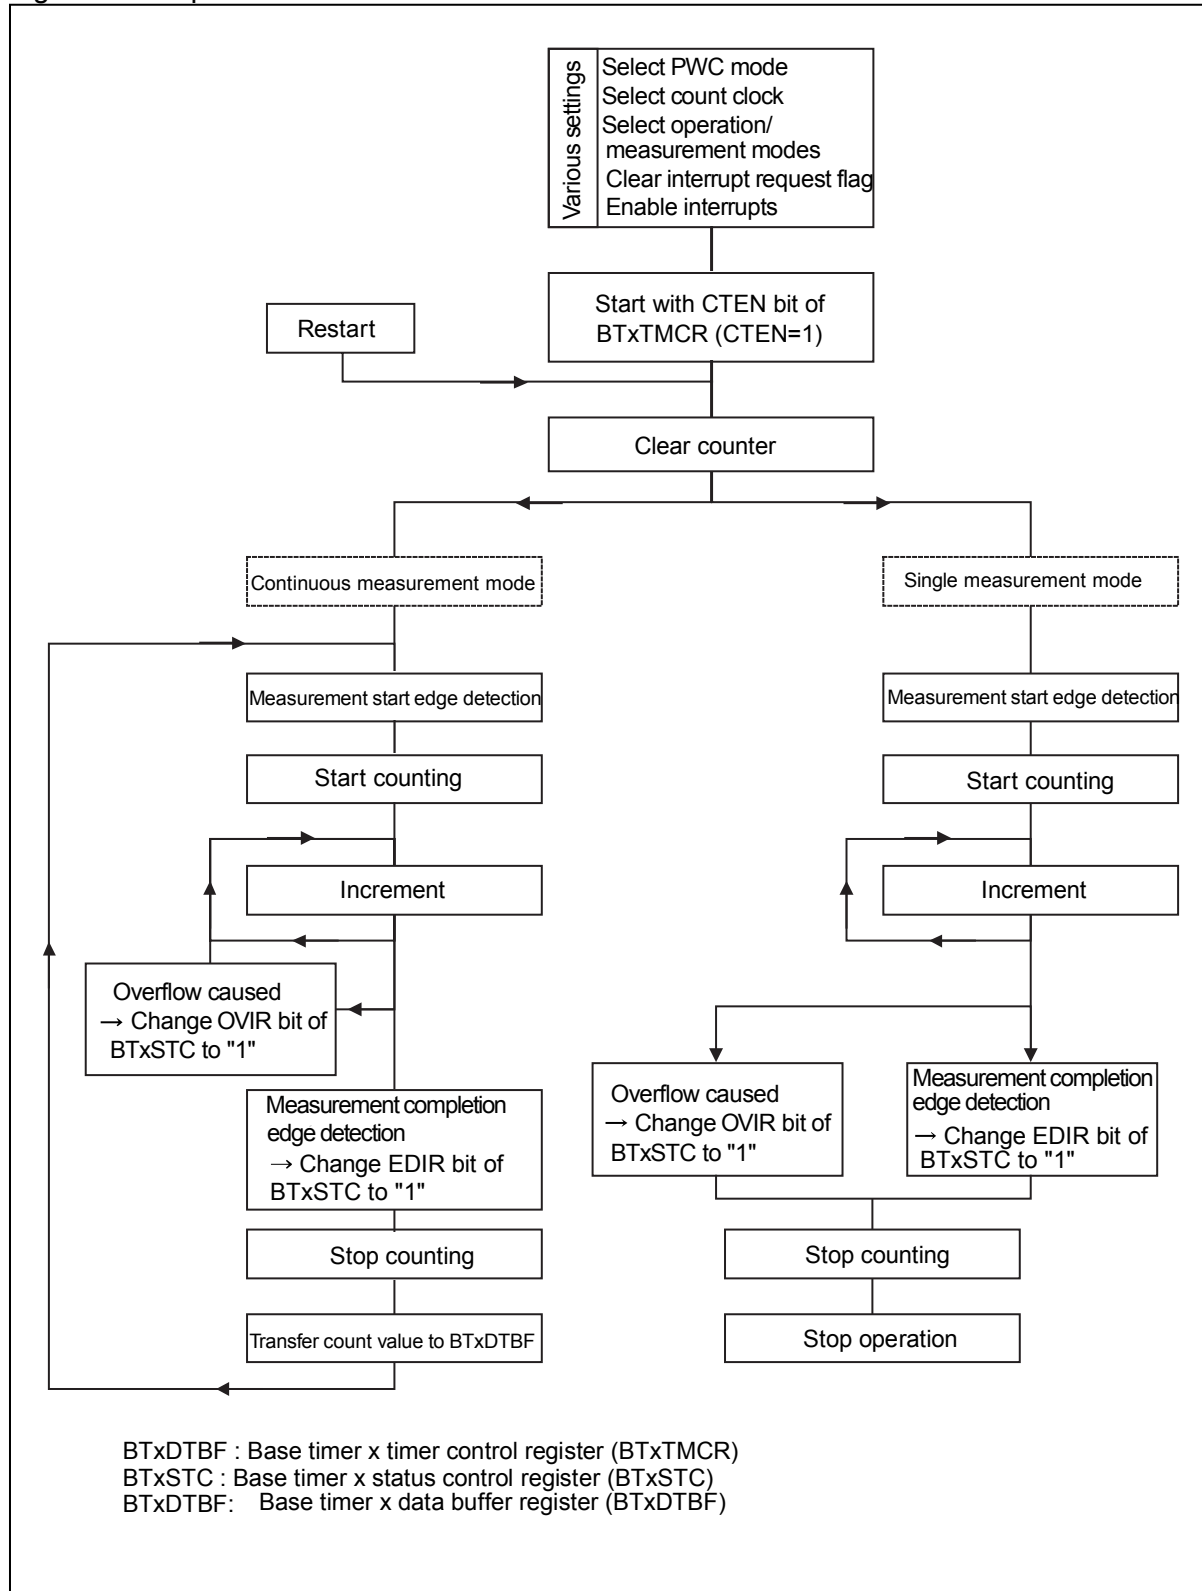 Various settings
Select PWC mode
Select count clock
Select operation/
measurement modes
Clear interrupt request flag
Enable interrupts
Start with CTEN bit of
BTxTMCR (CTEN=1)
Restart
Clear counter
Continuous measurement mode
Single measurement mode
Measurement start edge detection
Measurement start edge detection
Start counting
Start counting
Increment
Increment
Overflow caused
→ Change OVIR bit of
BTxSTC to "1"
Measurement completion
edge detection
→ Change EDIR bit of
BTxSTC to "1"
Overflow caused
→ Change OVIR bit of
BTxSTC to "1"
Measurement completion
edge detection
→ Change EDIR bit of
BTxSTC to "1"
Stop counting
Stop counting
Transfer count value to BTxDTBF
Stop operation
BTxDTBF : Base timer x timer control register (BTxTMCR)
BTxSTC : Base timer x status control register (BTxSTC)
BTxDTBF: Base timer x data buffer register (BTxDTBF)